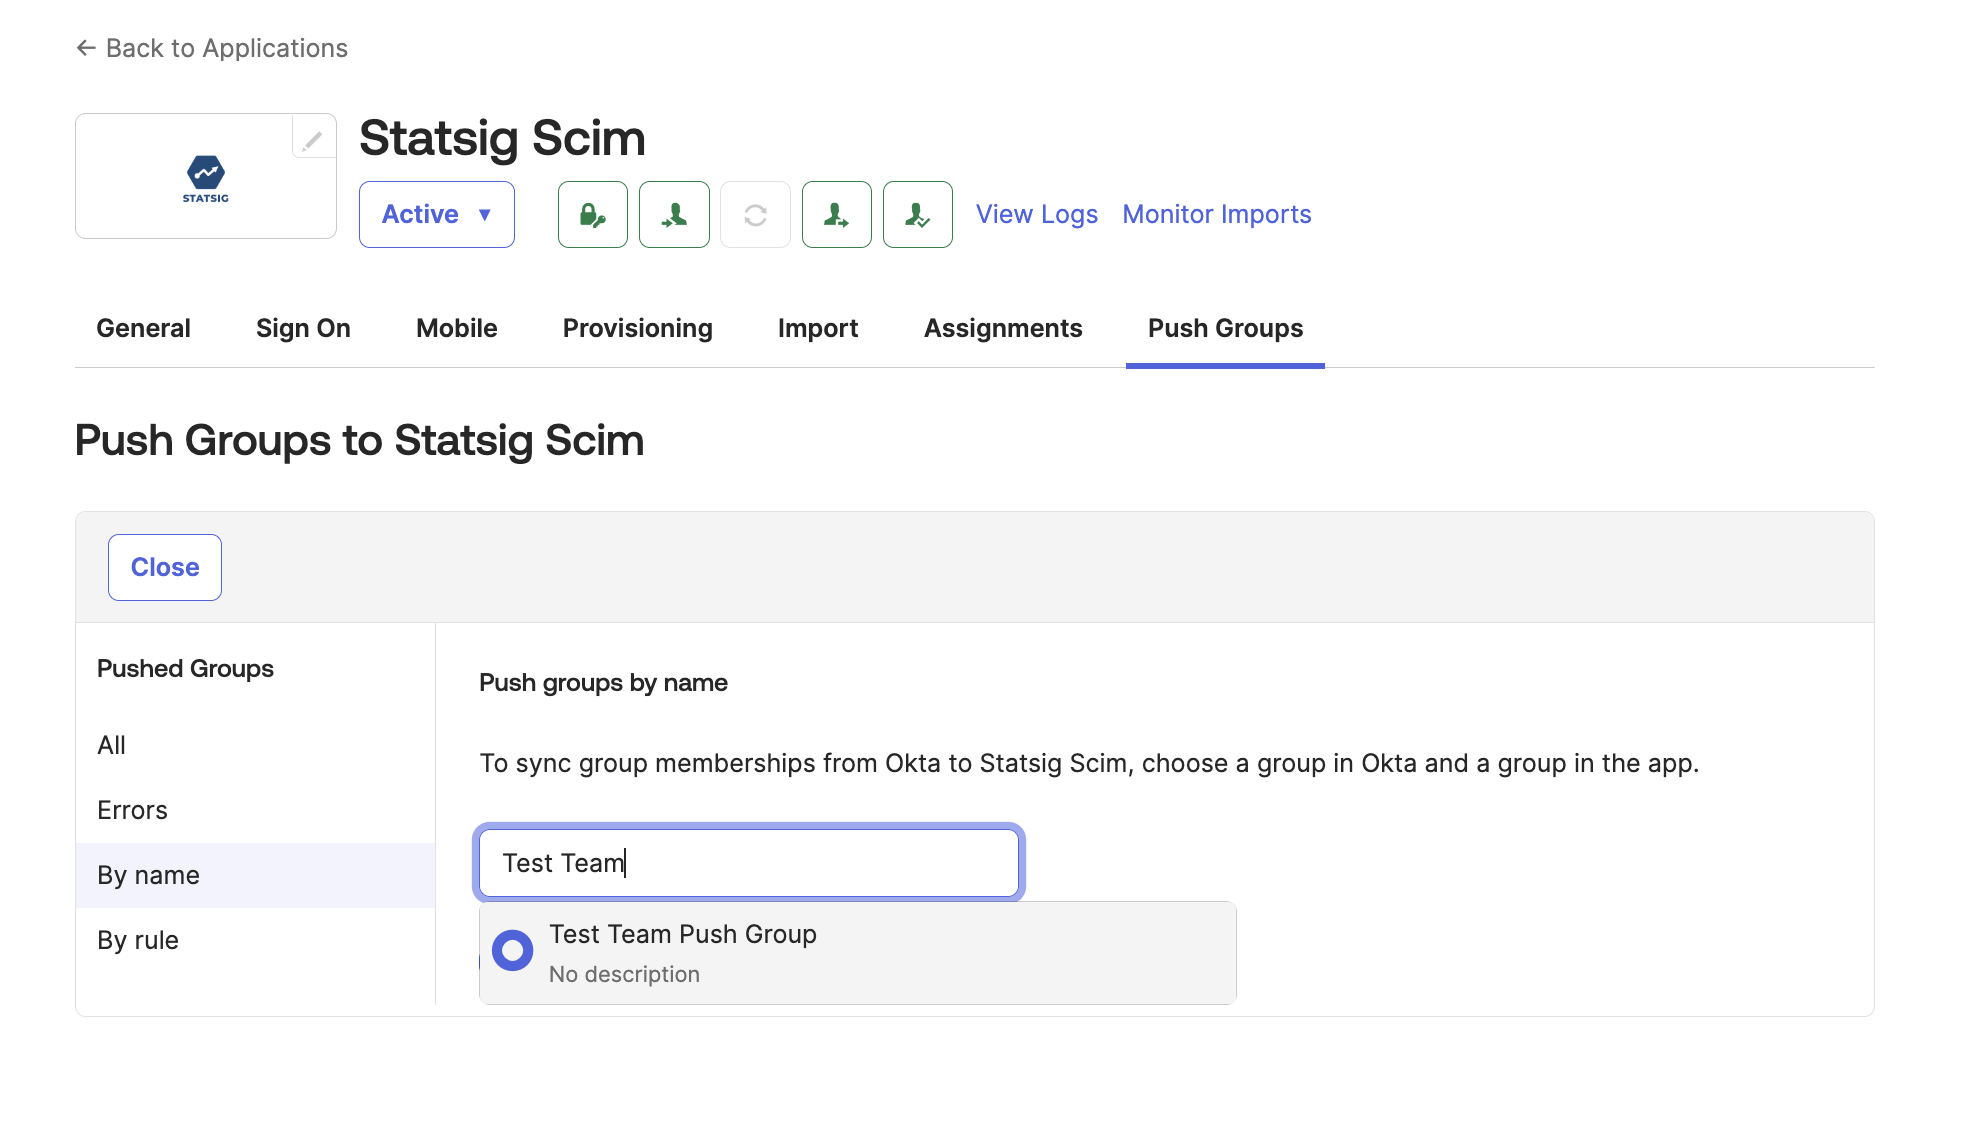 ← Back to Applications
STATSIG
Statsig Scim
Active ▼
View Logs
Monitor Imports
General
Sign On
Mobile
Provisioning
Import
Assignments
Push Groups
Push Groups to Statsig Scim
Close
Pushed Groups
All
Errors
By name
By rule
Push groups by name
To sync group memberships from Okta to Statsig Scim, choose a group in Okta and a group in the app.
Test Team
Test Team Push Group
No description